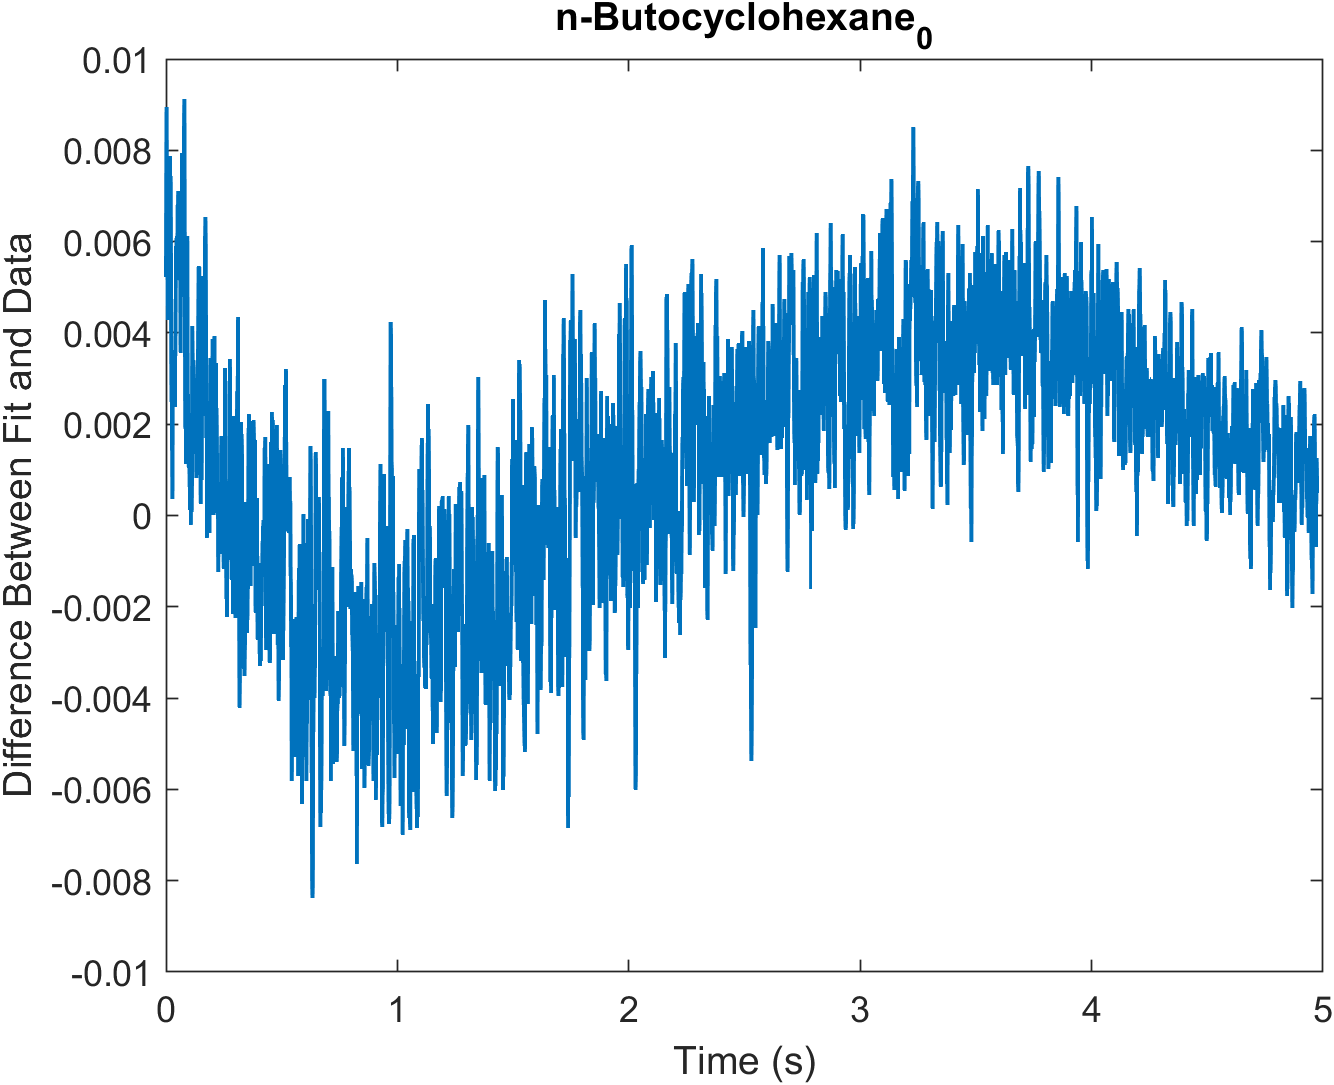 n-Butocyclohexane0
0.01
0.008
0.006
0.004
0.002
0
-0.002
-0.004
-0.006
-0.008
-0.01
Difference Between Fit and Data
0 1 2 3 4 5
Time (s)